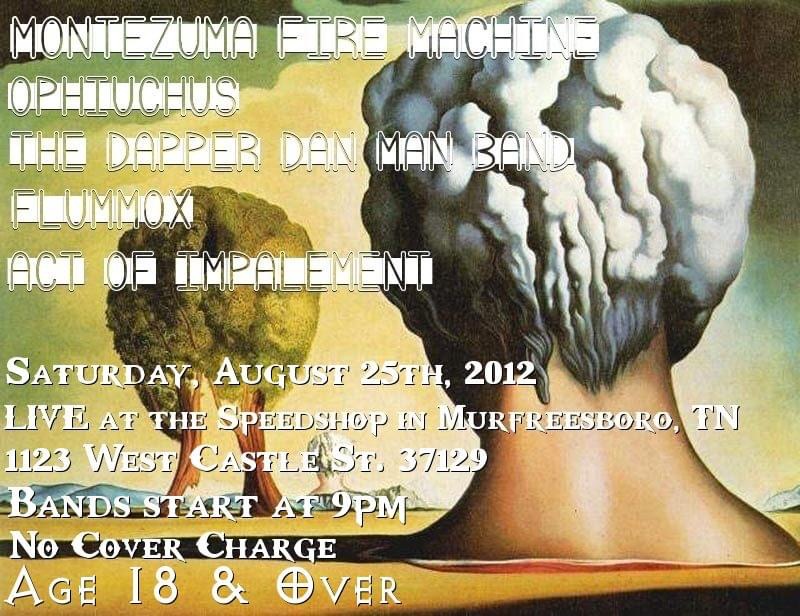 MONTEZUMA FIRE MACHINE
OPHIUCHUS
THE DAPPER DAN MAN BAND
FLUMMOX
ACT OF IMPALEMENT
Saturday, August 25th, 2012
LIVE at the Speedshop in Murfreesboro, TN
1123 West Castle St. 37129
Bands start at 9pm
No Cover Charge
Age 18 & Over